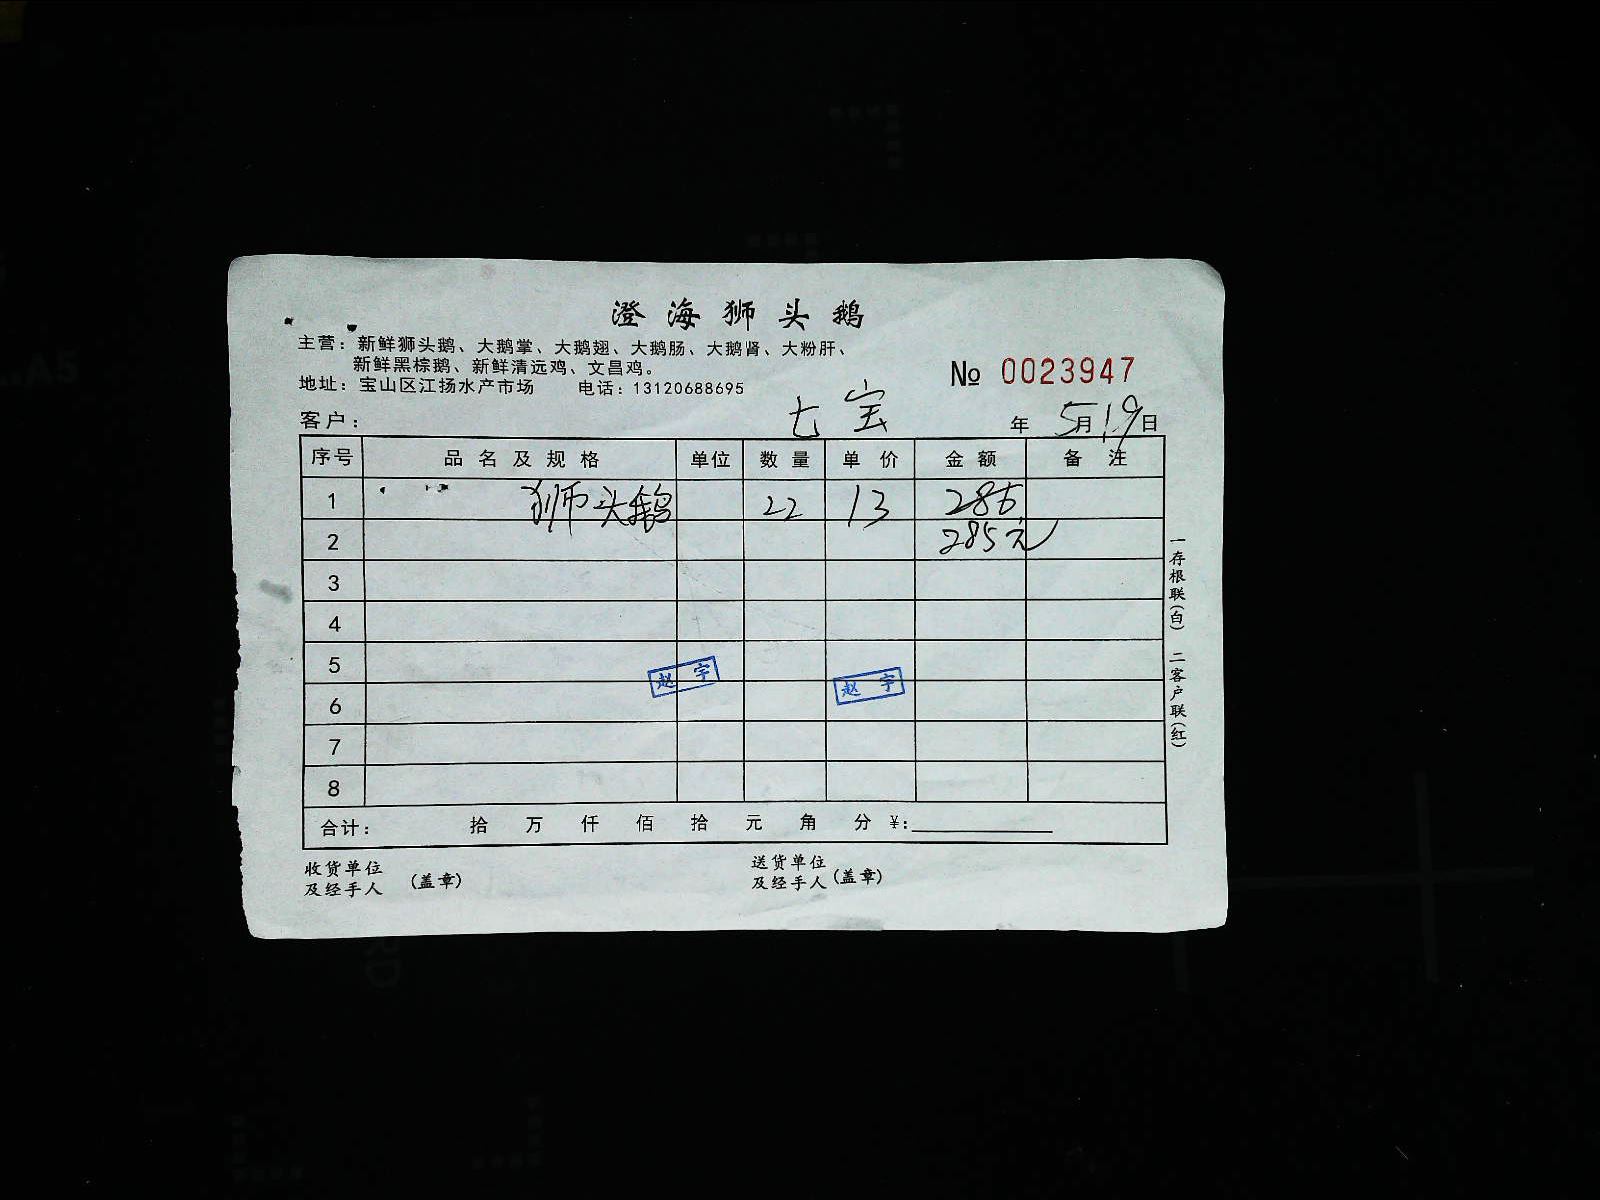 澄海狮头鹅
主营：新鲜狮头鹅、大鹅掌、大鹅翅、大鹅肠、大鹅肾、大粉肝、
新鲜黑棕鹅、新鲜清远鸡、文昌鸡。
地址：宝山区江扬水产市场 电话：13120688695
№ 0023947
客户： 七宝 年 5月19日
序号 品名及规格 单位 数量 单价 金额 备注
1 狮头鹅 22 13 286
2 285元
3
4
5
赵宇 赵宇
6
7
8
合计： 拾 万 仟 佰 拾 元 角 分 ¥:
收货单位 送货单位
及经手人 (盖章) 及经手人 (盖章)
一存根联(白) 二客户联(红)